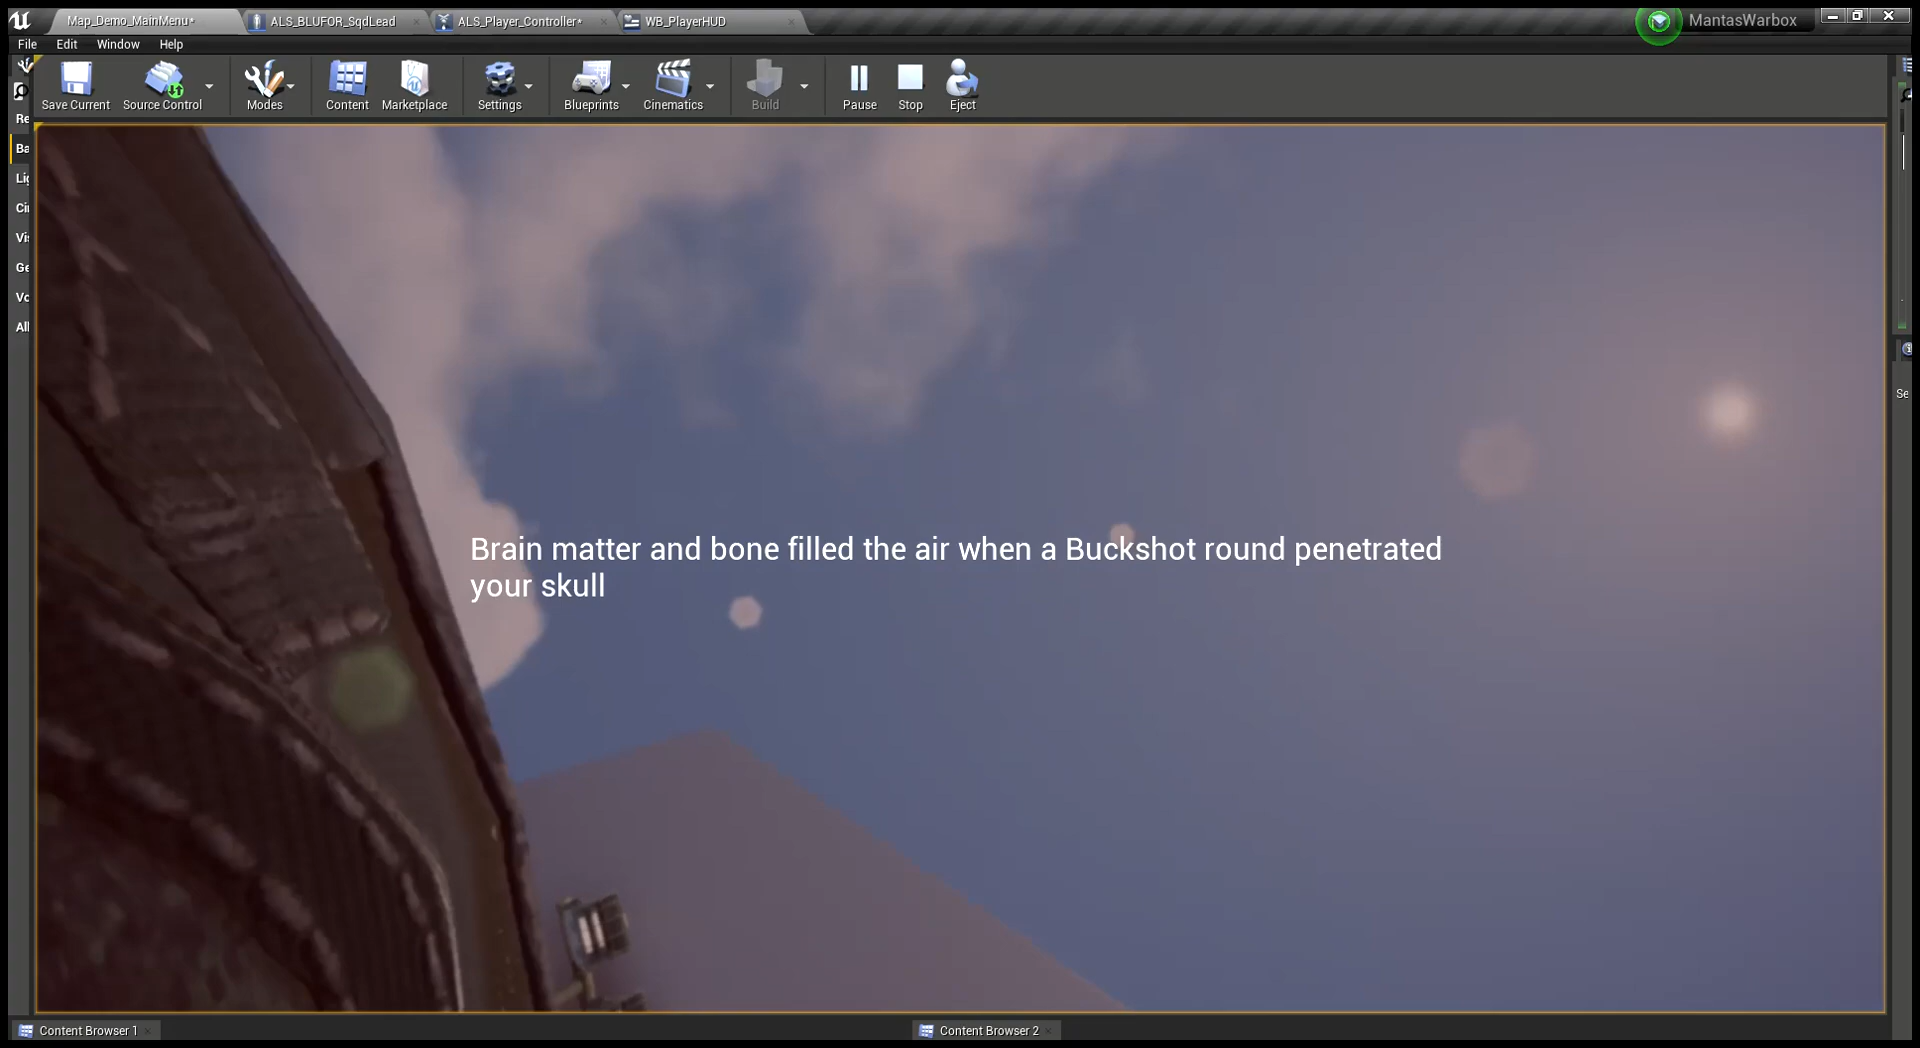 Map_Demo_MainMenu*
ALS_BLUFOR_SqdLead
ALS_Player_Controller*
WB_PlayerHUD
MantasWarbox
File Edit Window Help
Save Current
Source Control
Modes
Content
Marketplace
Settings
Blueprints
Cinematics
Build
Pause
Stop
Eject
Re
Ba
Lig
Ci
Vis
Ge
Vo
All
Se
Brain matter and bone filled the air when a Buckshot round penetrated
your skull
Content Browser 1
Content Browser 2